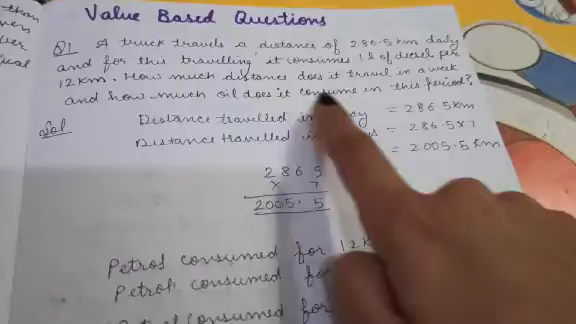 than
Value Based Questions
Q1 A truck travels a distance of 286.5 km daily
and for this travelling it consumes 1 l of diesel per
12 km. How much distance does it travel in a week
and how much oil does it consume in this period?
Sol Distance travelled in = 286.5 km
Distance travelled in = 286.5 x 7
= 2005.5 km
2 8 6 5
x 7
2005.5
Petrol consumed for 12 K
Petrol consumed for
consumed for